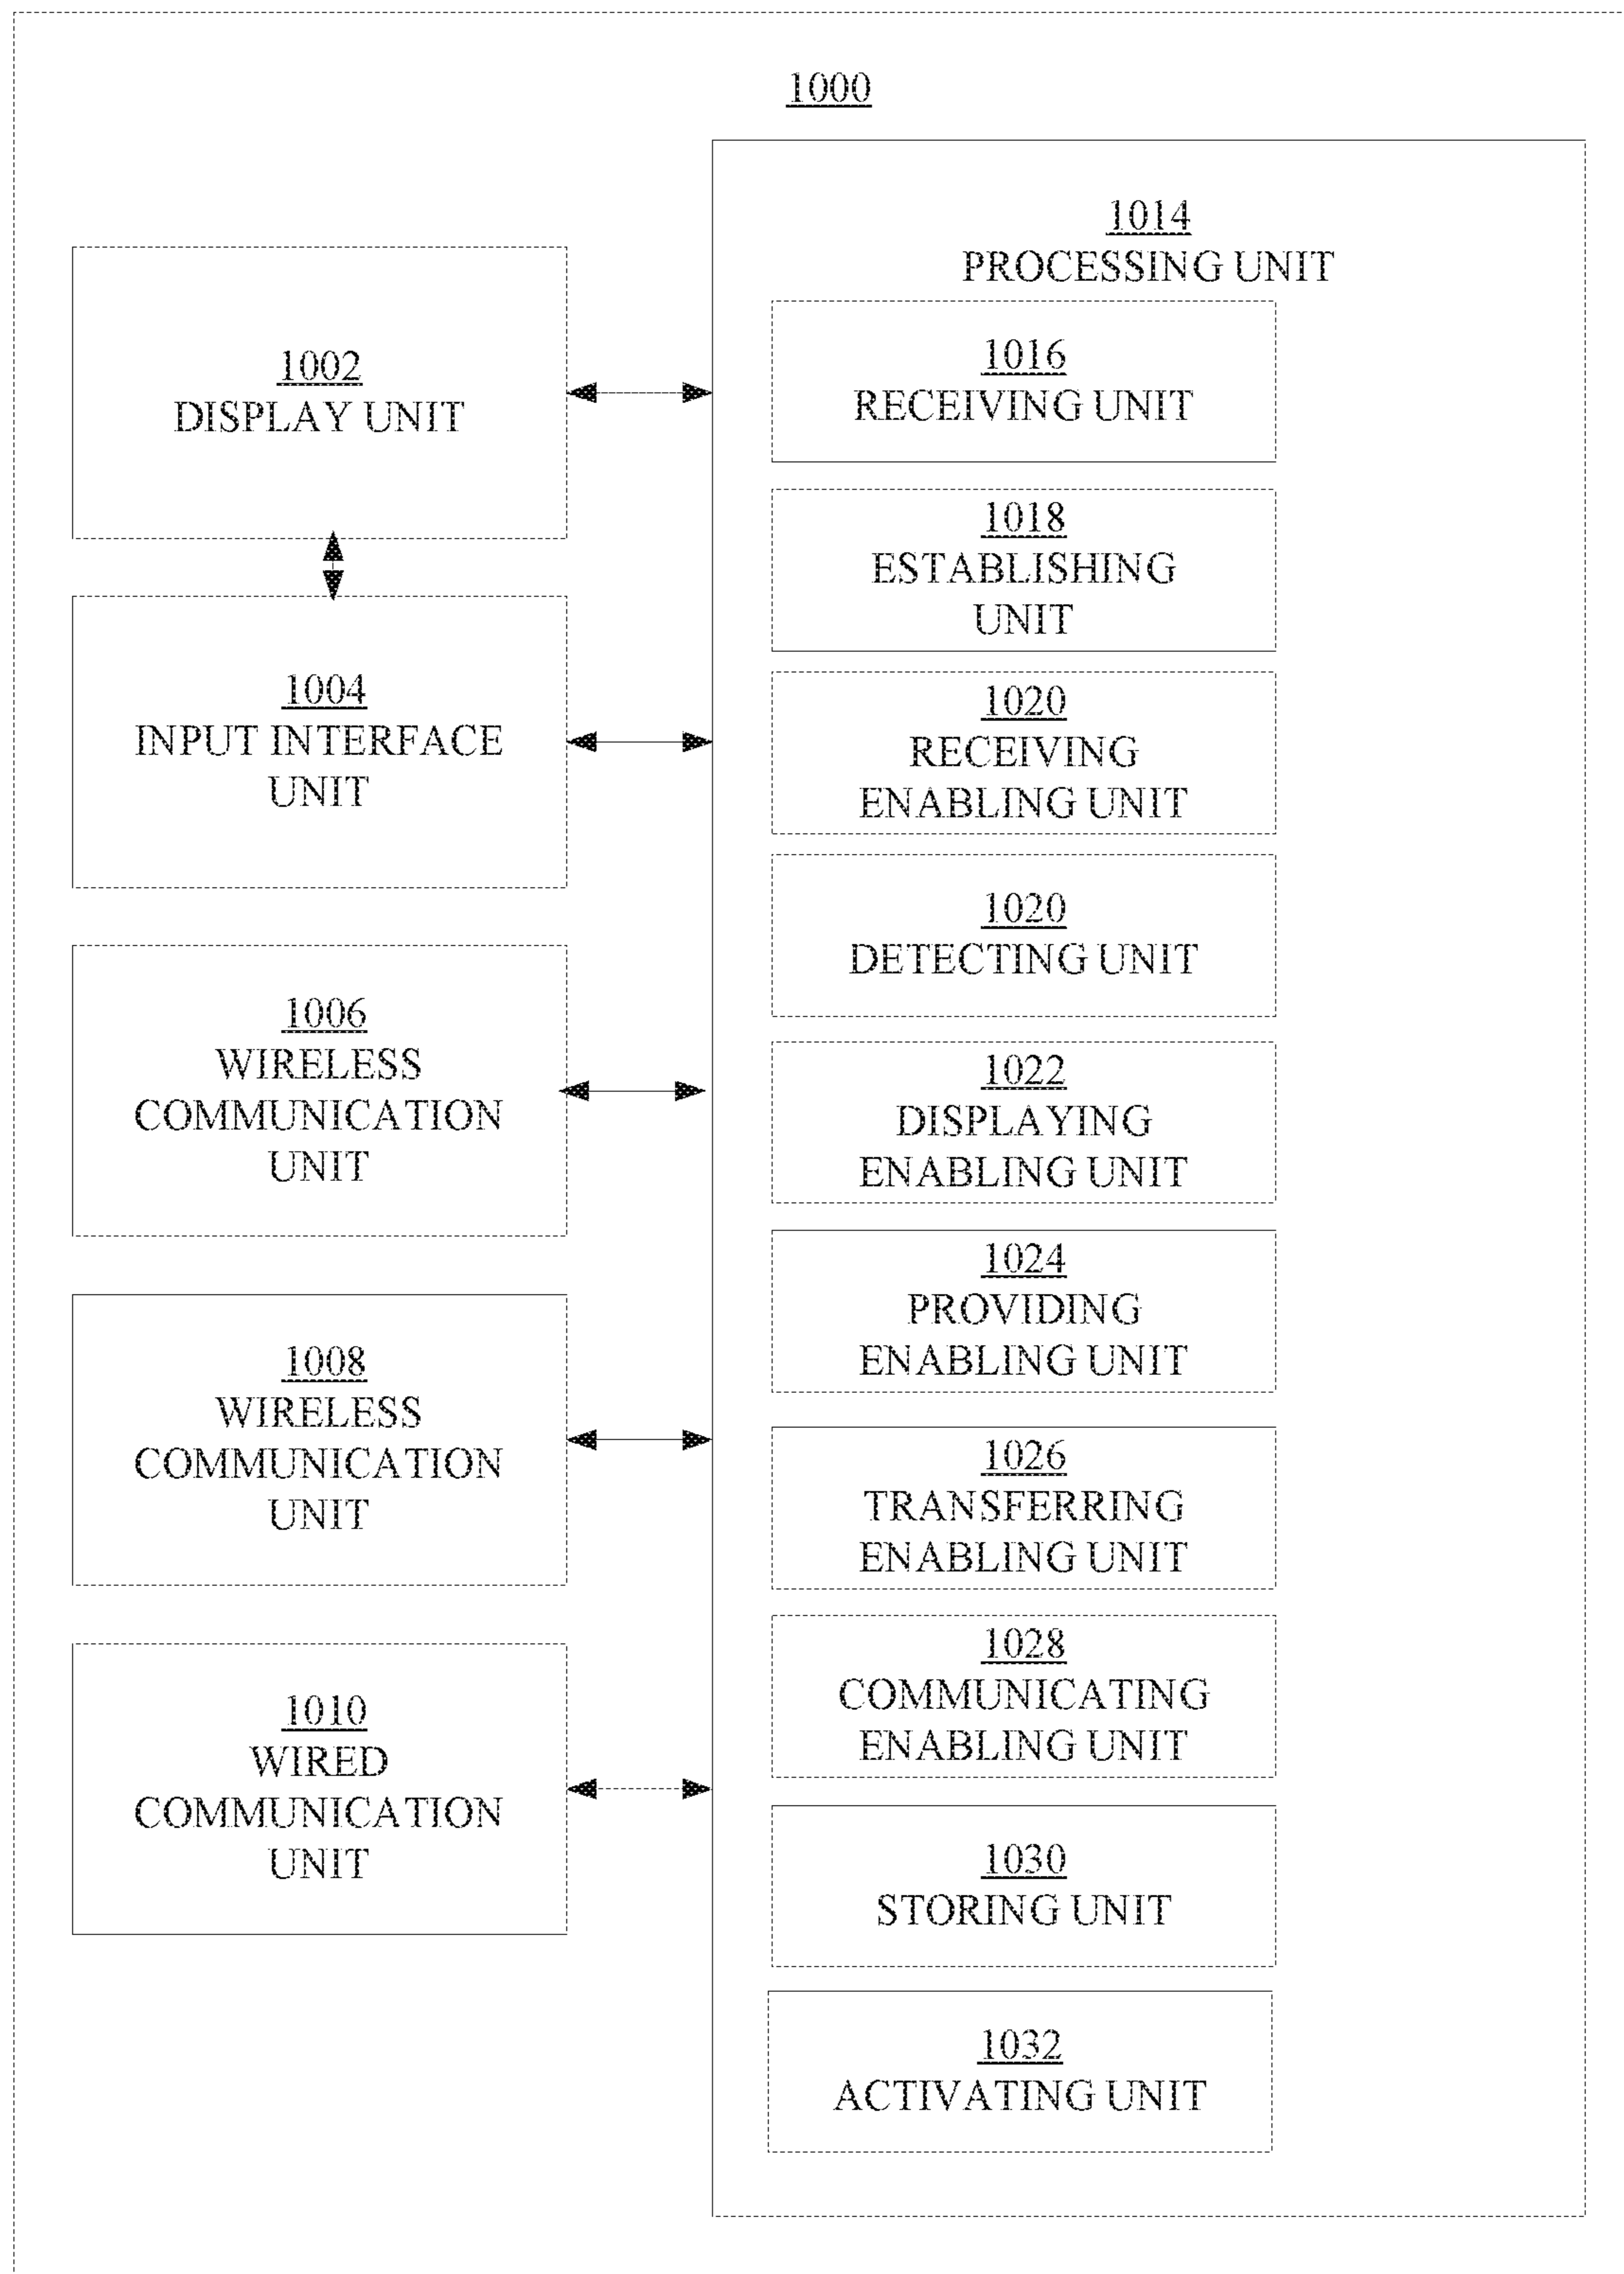 1000
1002
DISPLAY UNIT
1004
INPUT INTERFACE
UNIT
1006
WIRELESS
COMMUNICATION
UNIT
1008
WIRELESS
COMMUNICATION
UNIT
1010
WIRED
COMMUNICATION
UNIT
1014
PROCESSING UNIT
1016
RECEIVING UNIT
1018
ESTABLISHING
UNIT
1020
RECEIVING
ENABLING UNIT
1020
DETECTING UNIT
1022
DISPLAYING
ENABLING UNIT
1024
PROVIDING
ENABLING UNIT
1026
TRANSFERRING
ENABLING UNIT
1028
COMMUNICATING
ENABLING UNIT
1030
STORING UNIT
1032
ACTIVATING UNIT